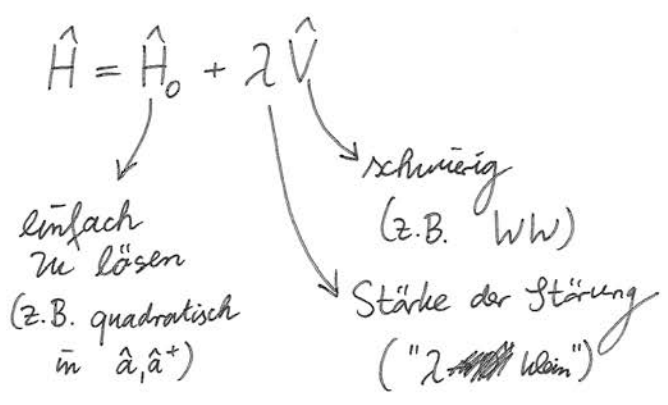 Ĥ = Ĥ₀ + λ V̂
einfach
zu lösen
(z.B. quadratisch
in â, â⁺)
schwierig
(z.B. WW)
Stärke der Störung
("λ klein")